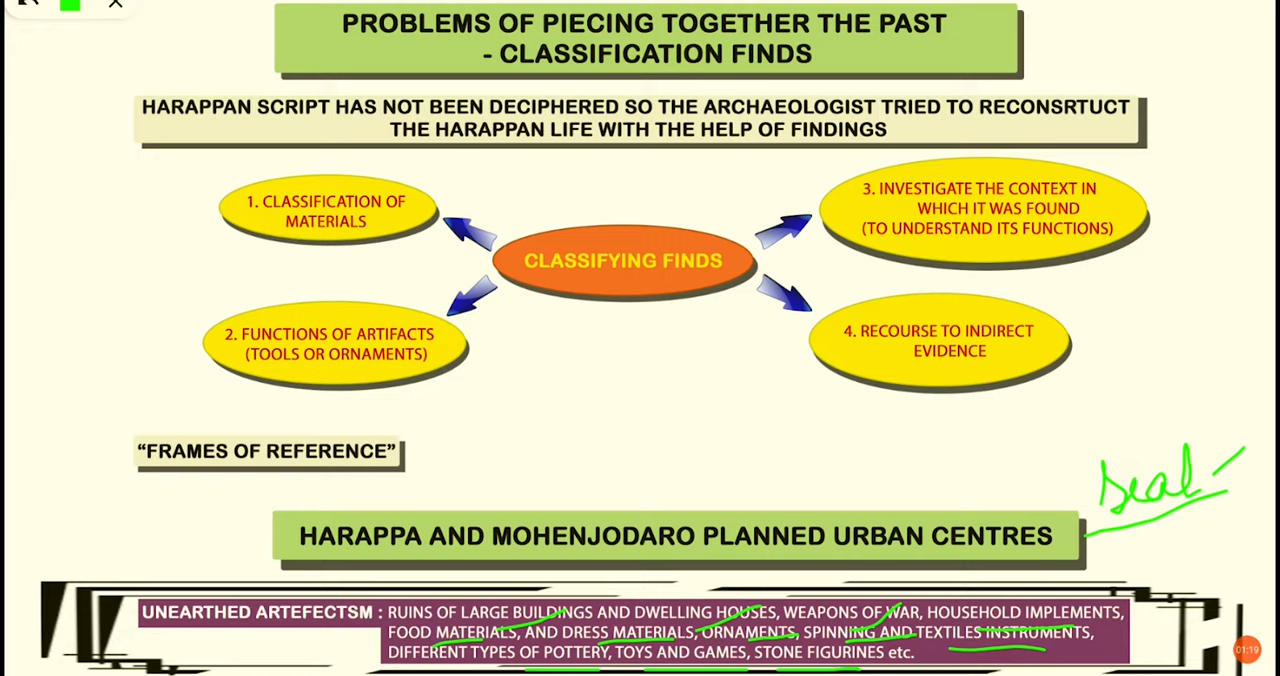 PROBLEMS OF PIECING TOGETHER THE PAST
- CLASSIFICATION FINDS
HARAPPAN SCRIPT HAS NOT BEEN DECIPHERED SO THE ARCHAEOLOGIST TRIED TO RECONSRTUCT
THE HARAPPAN LIFE WITH THE HELP OF FINDINGS
1. CLASSIFICATION OF
MATERIALS
3. INVESTIGATE THE CONTEXT IN
WHICH IT WAS FOUND
(TO UNDERSTAND ITS FUNCTIONS)
CLASSIFYING FINDS
2. FUNCTIONS OF ARTIFACTS
(TOOLS OR ORNAMENTS)
4. RECOURSE TO INDIRECT
EVIDENCE
“FRAMES OF REFERENCE”
Seal
HARAPPA AND MOHENJODARO PLANNED URBAN CENTRES
UNEARTHED ARTEFECTSM : RUINS OF LARGE BUILDINGS AND DWELLING HOUSES, WEAPONS OF WAR, HOUSEHOLD IMPLEMENTS,
FOOD MATERIALS, AND DRESS MATERIALS, ORNAMENTS, SPINNING AND TEXTILES INSTRUMENTS,
DIFFERENT TYPES OF POTTERY, TOYS AND GAMES, STONE FIGURINES etc.
01:19